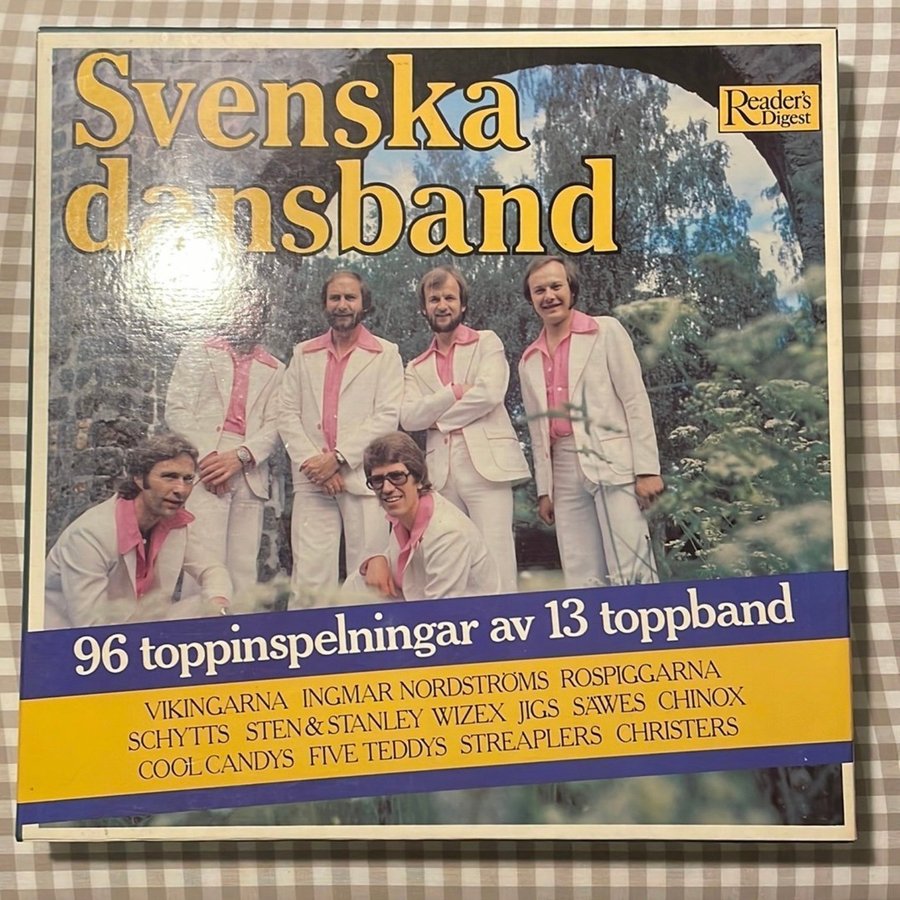 Svenska
dansband
Reader's
Digest
96 toppinspelningar av 13 toppband
VIKINGARNA INGMAR NORDSTRÖMS ROSPIGGARNA
SCHYTTS STEN & STANLEY WIZEX JIGS SÄWES CHINOX
COOL CANDYS FIVE TEDDYS STREAPLERS CHRISTERS